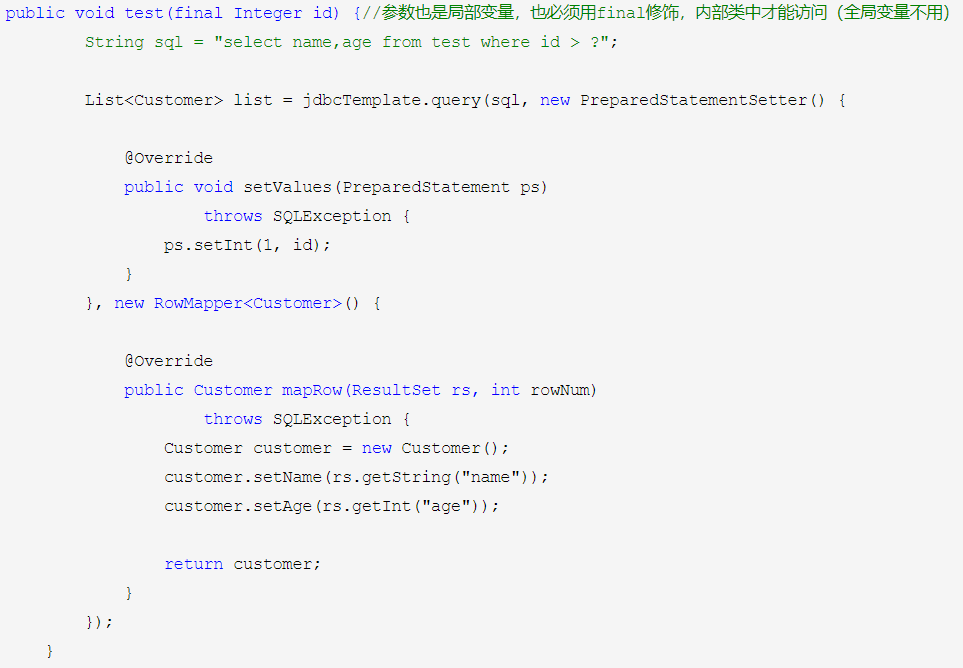 public void test(final Integer id) {//参数也是局部变量，也必须用final修饰，内部类中才能访问（全局变量不用）
        String sql = "select name,age from test where id > ?";

        List<Customer> list = jdbcTemplate.query(sql, new PreparedStatementSetter() {

            @Override
            public void setValues(PreparedStatement ps)
                    throws SQLException {
                ps.setInt(1, id);
            }
        }, new RowMapper<Customer>() {

            @Override
            public Customer mapRow(ResultSet rs, int rowNum)
                    throws SQLException {
                Customer customer = new Customer();
                customer.setName(rs.getString("name"));
                customer.setAge(rs.getInt("age"));

                return customer;
            }
        });
    }